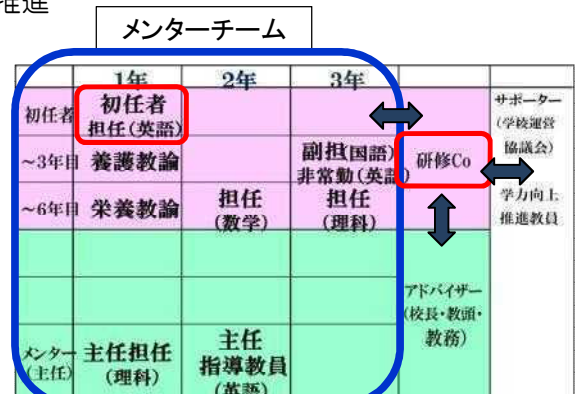 推進
メンターチーム
1年 2年 3年
初任者 初任者
担任(英語)
サポーター
(学校運営
協議会)
~3年目 養護教諭 副担(国語)
非常勤(英語)
研修Co
~6年目 栄養教諭 担任
(数学)
担任
(理科)
学力向上
推進教員
アドバイザー
(校長・教頭・
教務)
メンター
(主任)
主任担任
(理科)
主任
指導教員
(英語)